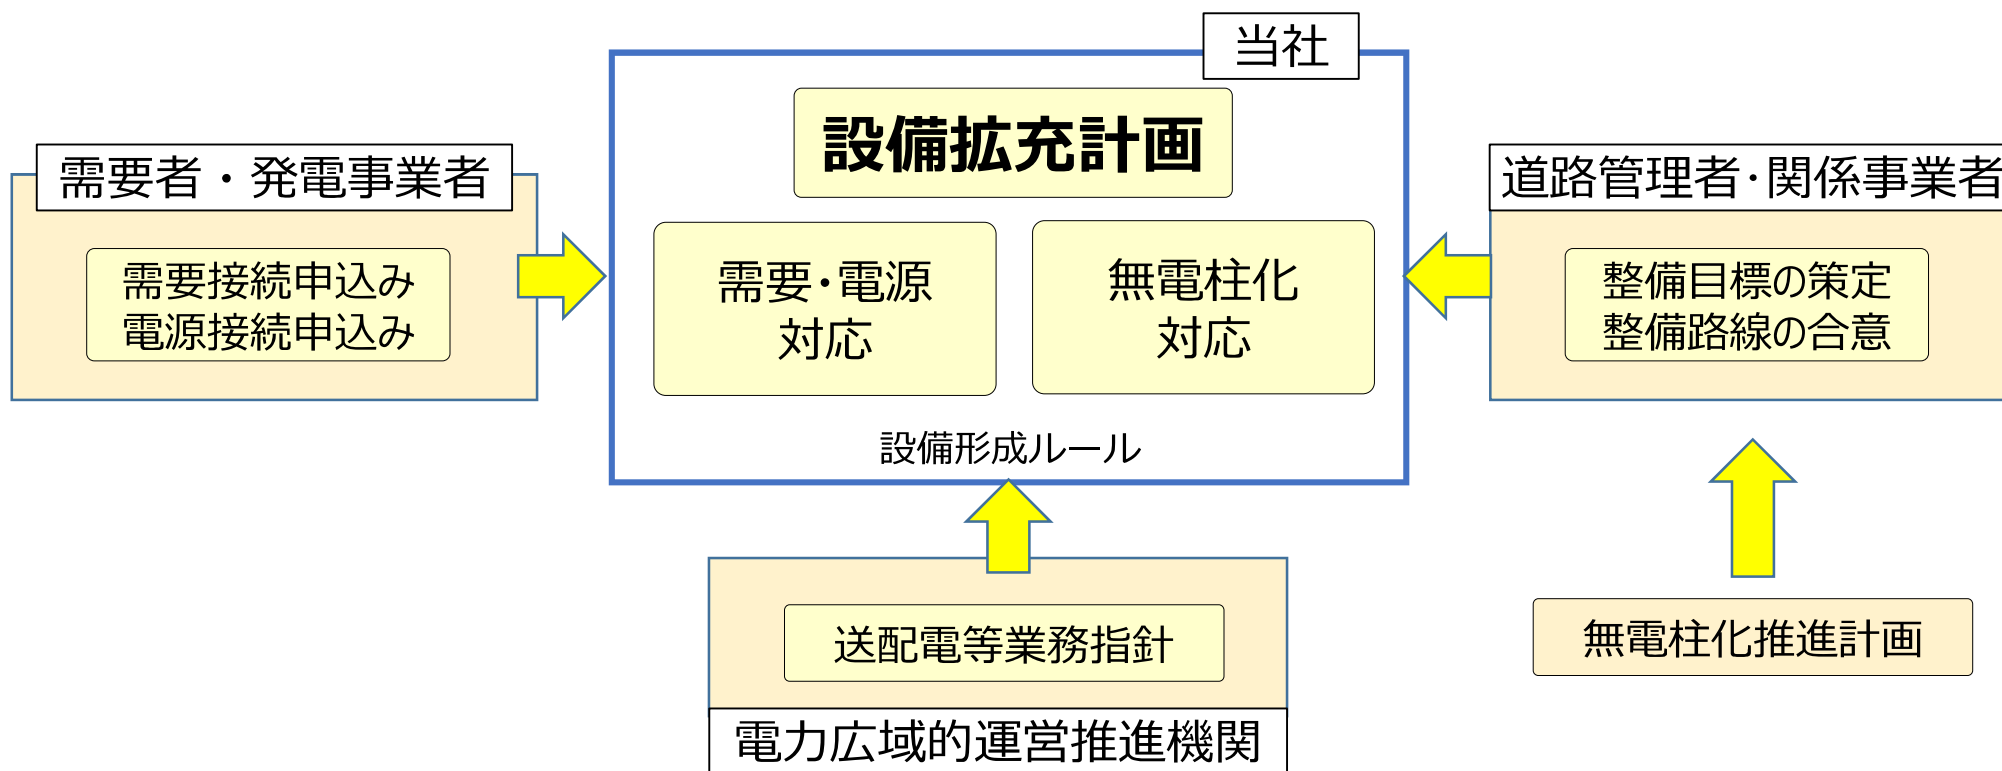 当社
設備拡充計画
需要者・発電事業者
需要接続申込み
電源接続申込み
需要・電源
対応
無電柱化
対応
設備形成ルール
道路管理者・関係事業者
整備目標の策定
整備路線の合意
送配電等業務指針
電力広域的運営推進機関
無電柱化推進計画